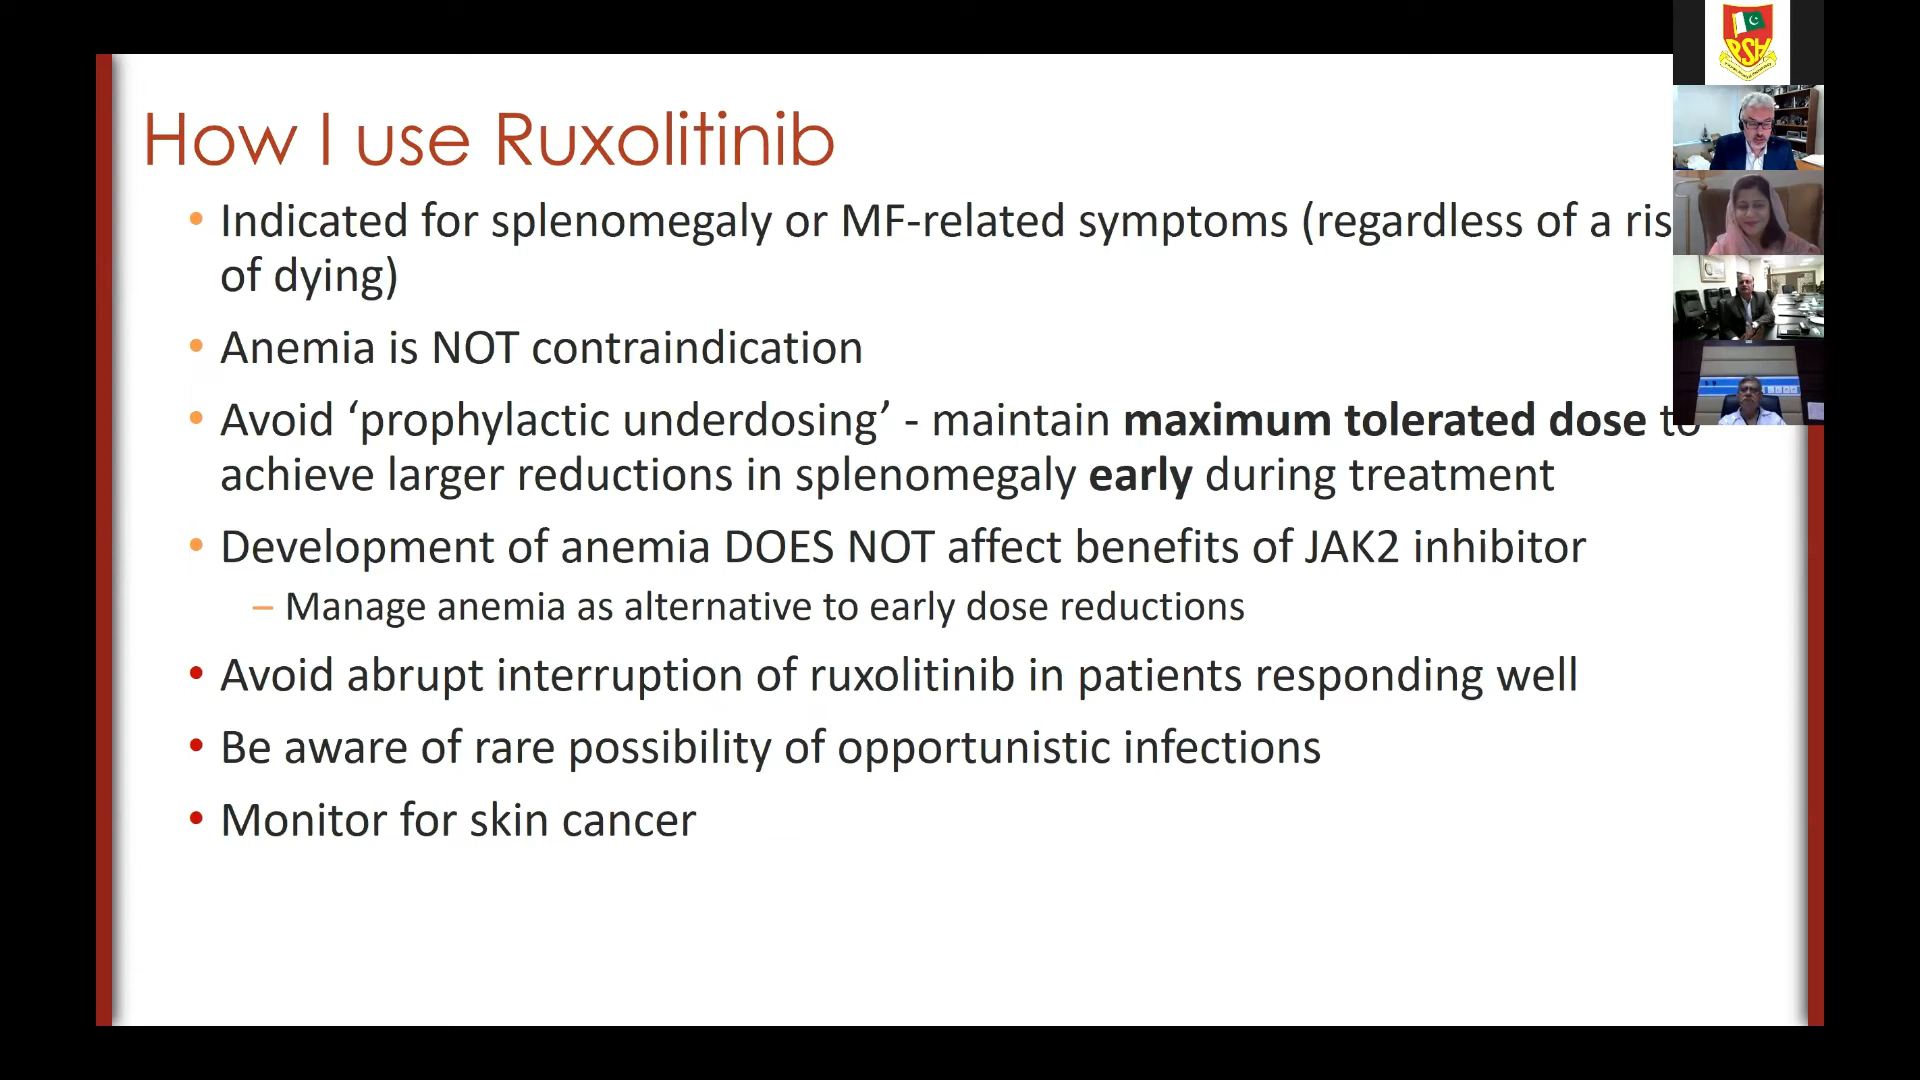 How I use Ruxolitinib
• Indicated for splenomegaly or MF-related symptoms (regardless of a ris
of dying)
• Anemia is NOT contraindication
• Avoid ‘prophylactic underdosing’ - maintain maximum tolerated dose to
achieve larger reductions in splenomegaly early during treatment
• Development of anemia DOES NOT affect benefits of JAK2 inhibitor
– Manage anemia as alternative to early dose reductions
• Avoid abrupt interruption of ruxolitinib in patients responding well
• Be aware of rare possibility of opportunistic infections
• Monitor for skin cancer
PSH